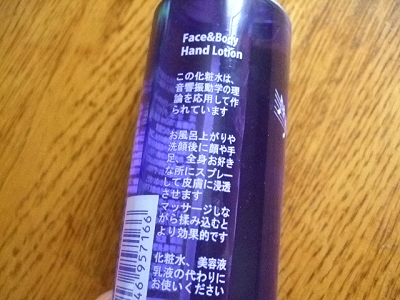 Face&Body
Hand Lotion
この化粧水は、
音響振動学の理
論を応用して作
られています
お風呂上がりや
洗顔後に顔や手
足、全身お好き
な所にスプレー
して皮膚に浸透
させます
マッサージしな
がら揉み込むと
より効果的です
化粧水、美容液
乳液の代わりに
お使いください
461957166